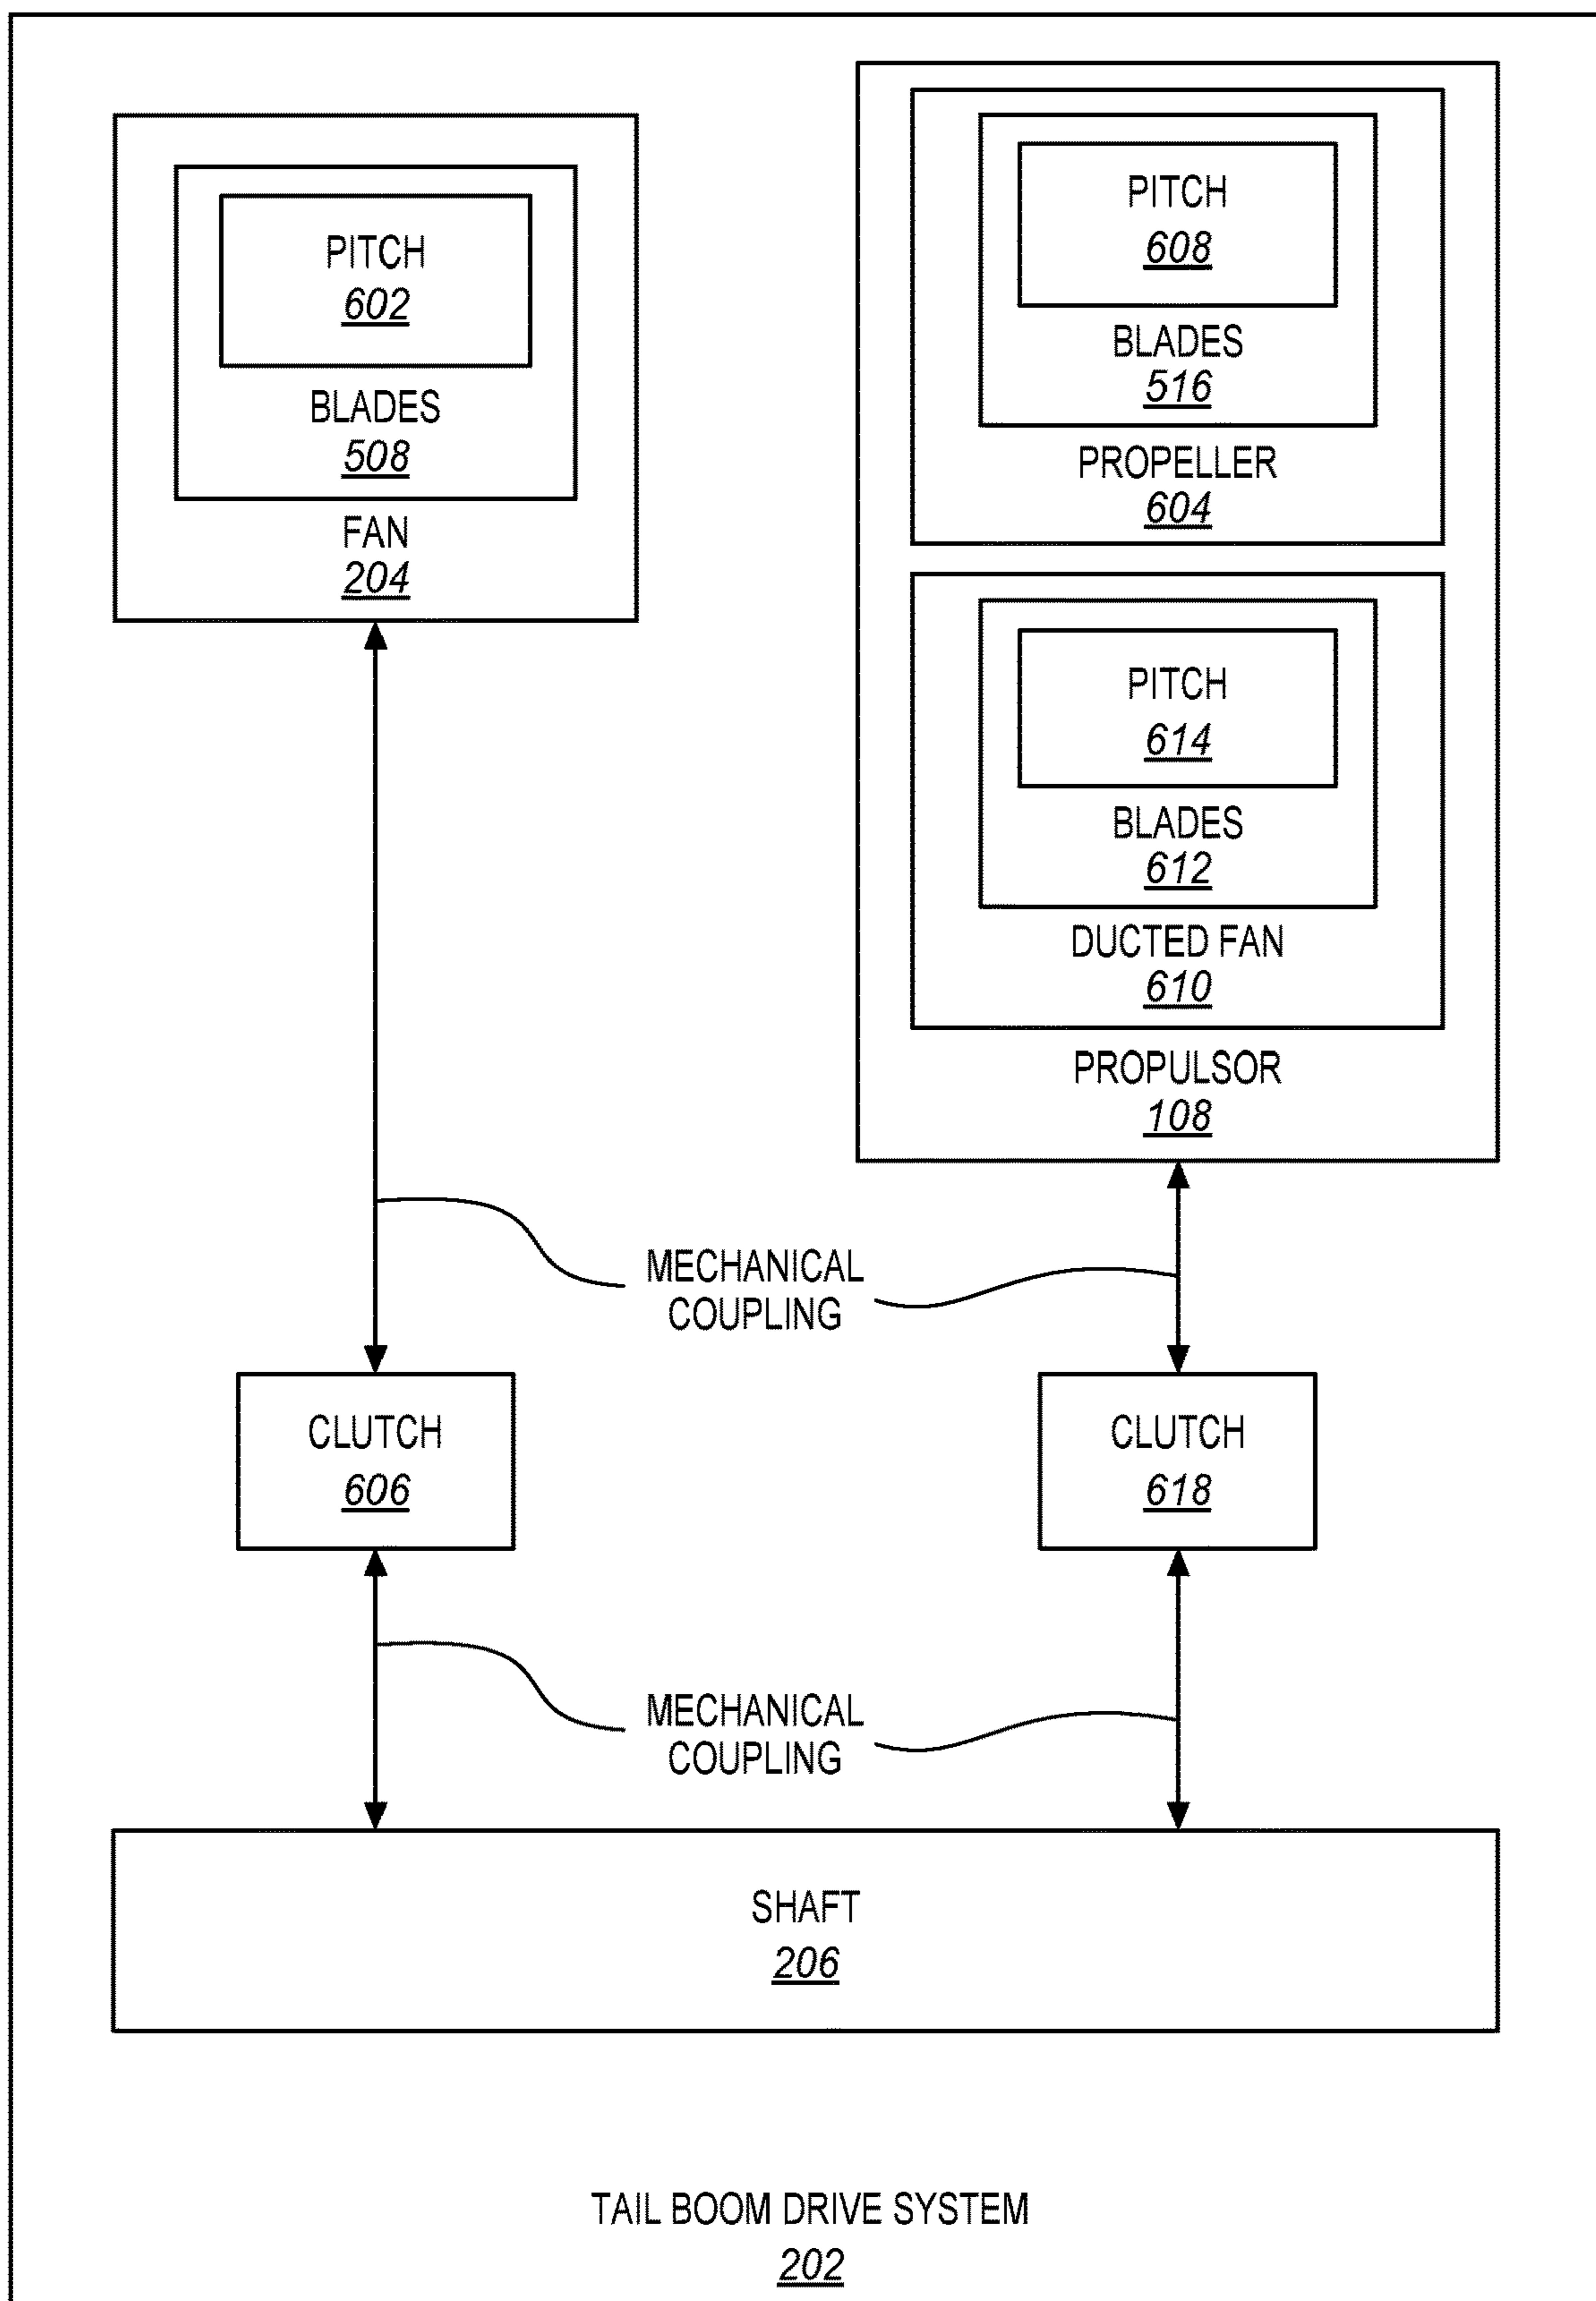 PITCH
602
BLADES
508
FAN
204
PITCH
608
BLADES
516
PROPELLER
604
PITCH
614
BLADES
612
DUCTED FAN
610
PROPULSOR
108
MECHANICAL
COUPLING
CLUTCH
606
CLUTCH
618
MECHANICAL
COUPLING
SHAFT
206
TAIL BOOM DRIVE SYSTEM
202